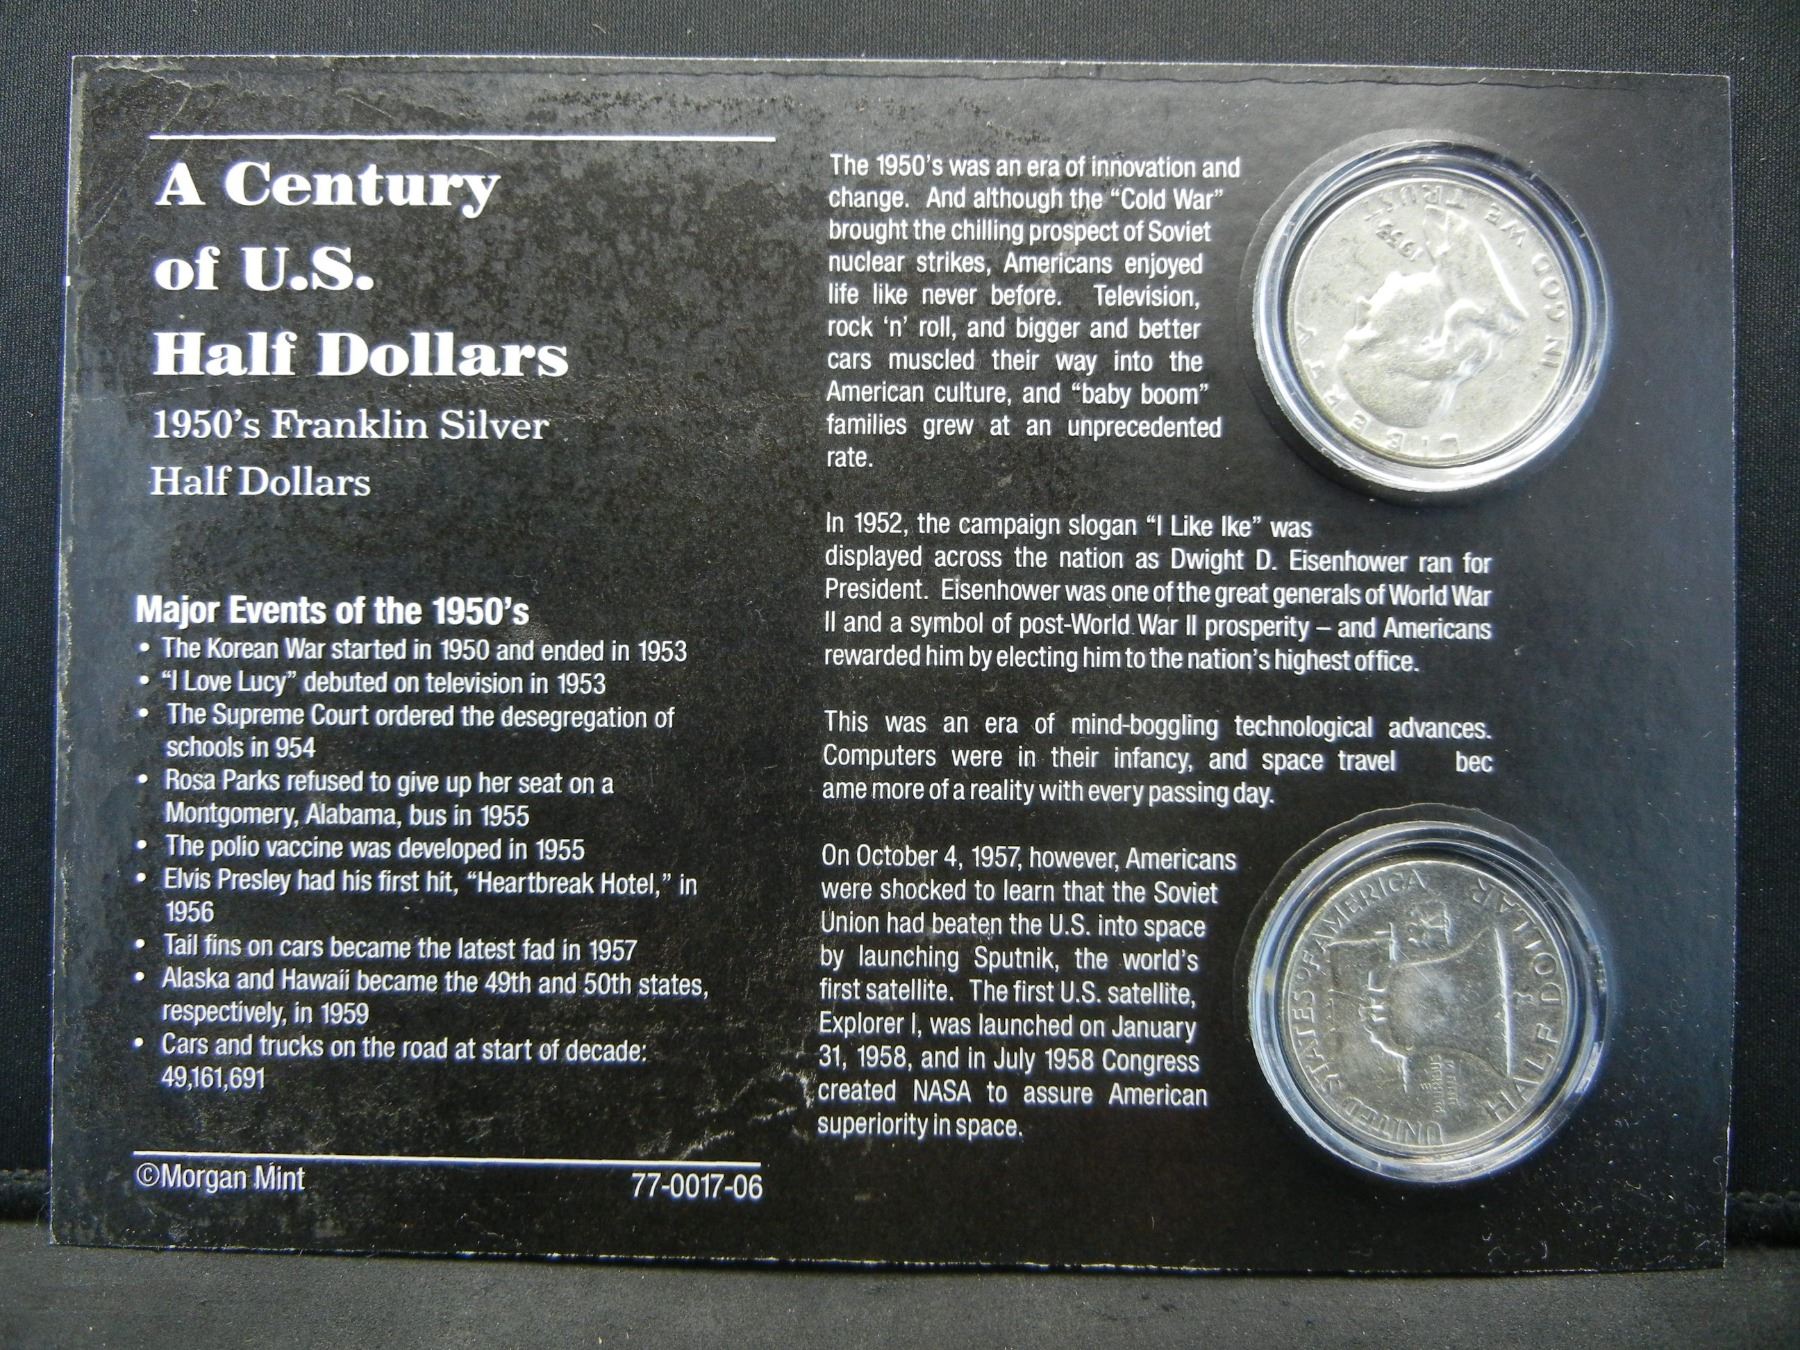 A Century
of U.S.
Half Dollars
1950's Franklin Silver
Half Dollars
Major Events of the 1950's
• The Korean War started in 1950 and ended in 1953
• “I Love Lucy” debuted on television in 1953
• The Supreme Court ordered the desegregation of
schools in 954
• Rosa Parks refused to give up her seat on a
Montgomery, Alabama, bus in 1955
• The polio vaccine was developed in 1955
• Elvis Presley had his first hit, “Heartbreak Hotel,” in
1956
• Tail fins on cars became the latest fad in 1957
• Alaska and Hawaii became the 49th and 50th states,
respectively, in 1959
• Cars and trucks on the road at start of decade:
49,161,691
©Morgan Mint 77-0017-06
The 1950's was an era of innovation and
change. And although the “Cold War”
brought the chilling prospect of Soviet
nuclear strikes, Americans enjoyed
life like never before. Television,
rock ‘n’ roll, and bigger and better
cars muscled their way into the
American culture, and “baby boom”
families grew at an unprecedented
rate.
In 1952, the campaign slogan “I Like Ike” was
displayed across the nation as Dwight D. Eisenhower ran for
President. Eisenhower was one of the great generals of World War
II and a symbol of post-World War II prosperity – and Americans
rewarded him by electing him to the nation's highest office.
This was an era of mind-boggling technological advances.
Computers were in their infancy, and space travel bec
ame more of a reality with every passing day.
On October 4, 1957, however, Americans
were shocked to learn that the Soviet
Union had beaten the U.S. into space
by launching Sputnik, the world's
first satellite. The first U.S. satellite,
Explorer I, was launched on January
31, 1958, and in July 1958 Congress
created NASA to assure American
superiority in space.
LIBERTY
IN GOD WE TRUST
UNITED STATES OF AMERICA
HALF DOLLAR
E PLURIBUS UNUM